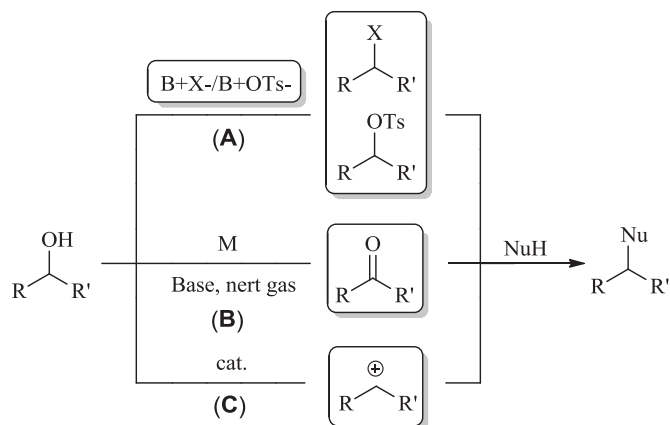 X
R R'
B+X-/B+OTs-
OTs
(A)
R R'
OH
M
O
NuH
Nu
R R'
Base, nert gas
R R'
R R'
(B)
cat.
⊕
(C)
R R'